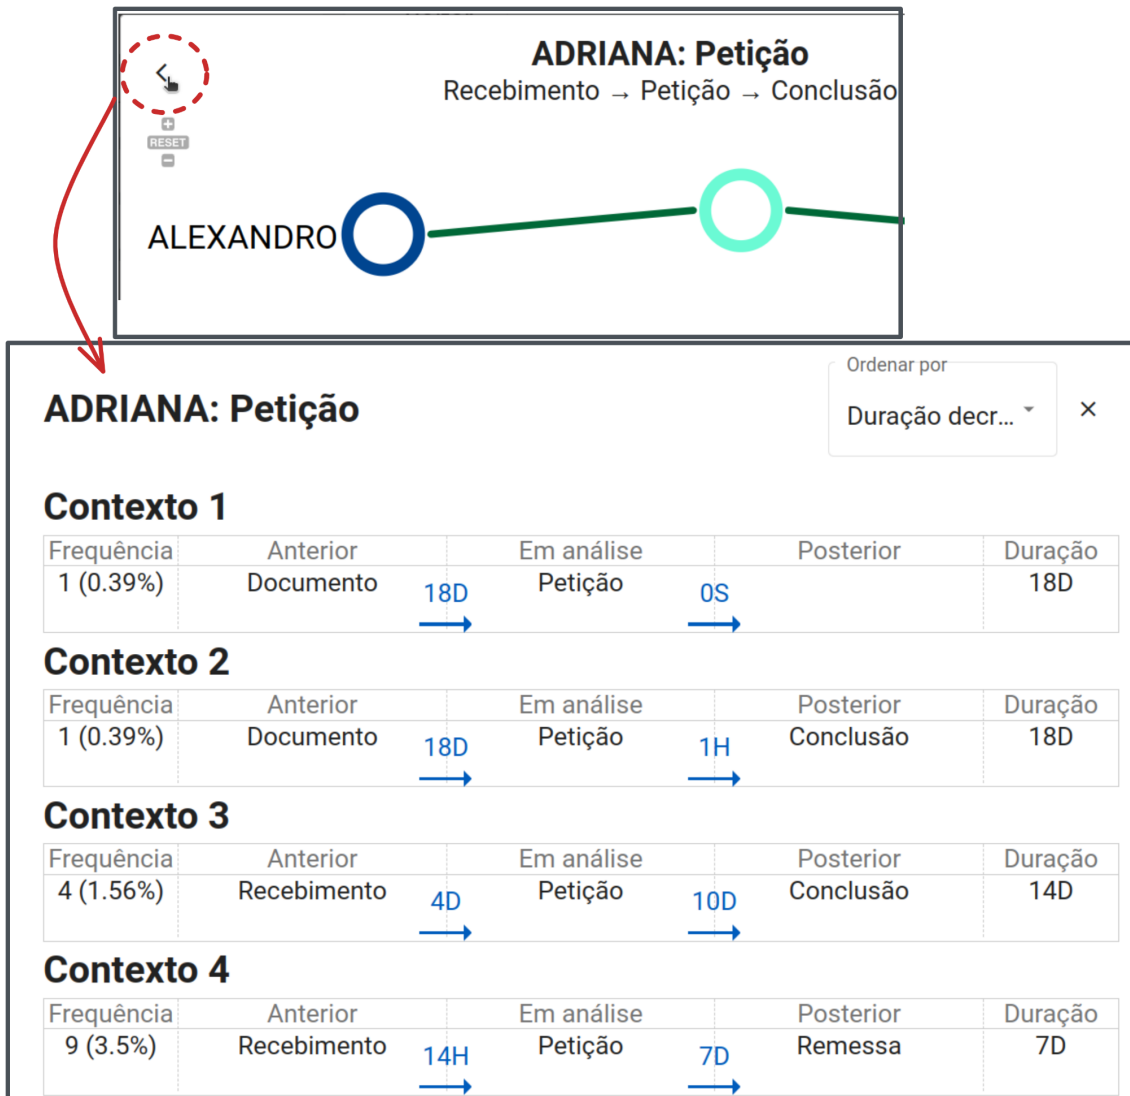 ADRIANA: Petição
Recebimento → Petição → Conclusão
RESET
ALEXANDRO
ADRIANA: Petição
Ordenar por
Duração decr...
Contexto 1
Frequência Anterior Em análise Posterior Duração
1 (0.39%) Documento 18D Petição 0S 18D
Contexto 2
Frequência Anterior Em análise Posterior Duração
1 (0.39%) Documento 18D Petição 1H Conclusão 18D
Contexto 3
Frequência Anterior Em análise Posterior Duração
4 (1.56%) Recebimento 4D Petição 10D Conclusão 14D
Contexto 4
Frequência Anterior Em análise Posterior Duração
9 (3.5%) Recebimento 14H Petição 7D Remessa 7D